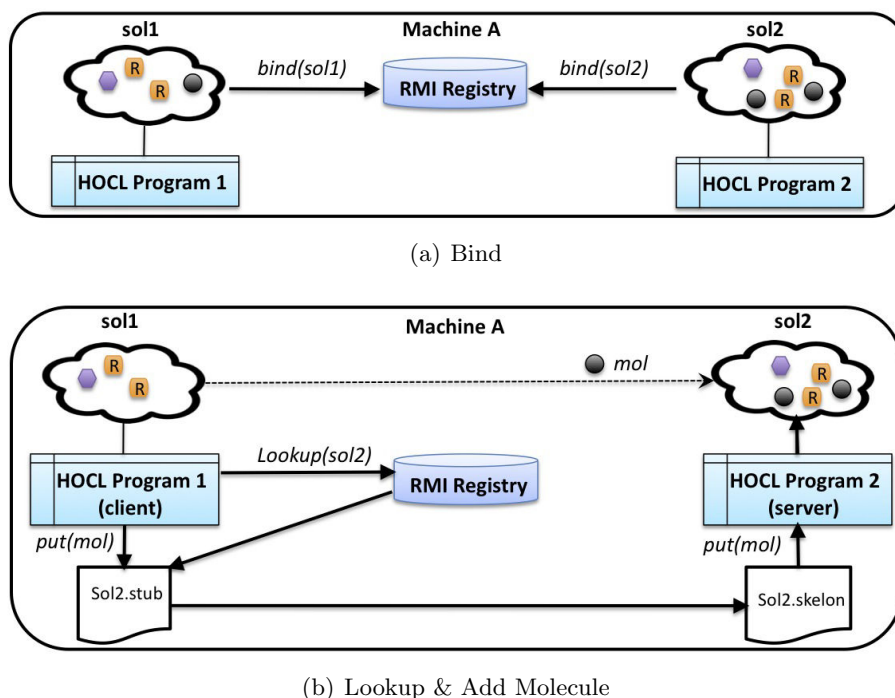 sol1
Machine A
sol2
R
R
bind(sol1)
RMI Registry
bind(sol2)
R
R
HOCL Program 1
HOCL Program 2
(a) Bind
sol1
Machine A
sol2
R
R
mol
R
R
HOCL Program 1
(client)
Lookup(sol2)
RMI Registry
HOCL Program 2
(server)
put(mol)
put(mol)
Sol2.stub
Sol2.skelon
(b) Lookup & Add Molecule